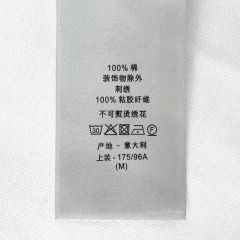 100% 棉
装饰物除外
刺绣
100% 粘胶纤维
不可熨烫绣花
30
F
产地 - 意大利
上装 - 175/96A
(M)